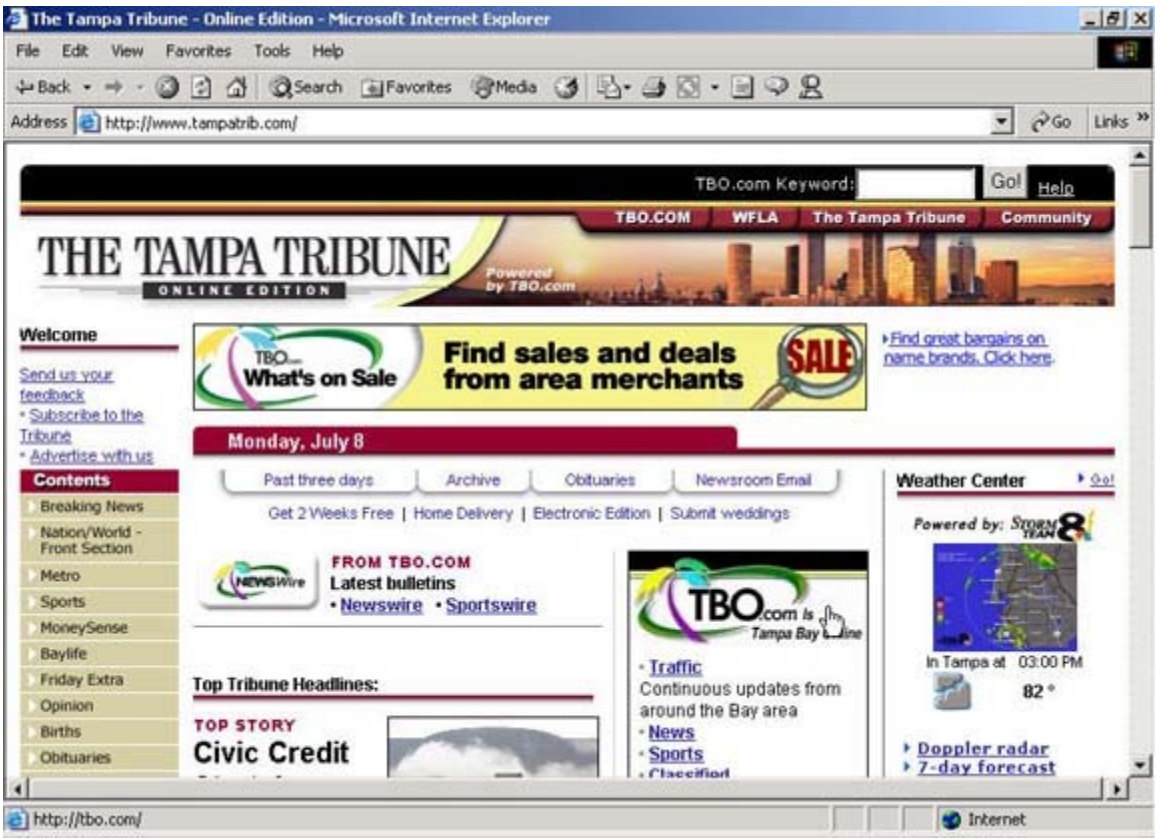 The Tampa Tribune - Online Edition - Microsoft Internet Explorer
File Edit View Favorites Tools Help
Back Search Favorites Media
Address http://www.tampatrib.com/ Go Links »
TBO.com Keyword: Go! Help
TBO.COM WFLA The Tampa Tribune Community
THE TAMPA TRIBUNE
ONLINE EDITION
Powered
by TBO.com
Welcome
Send us your
feedback
• Subscribe to the
Tribune
• Advertise with us
TBO.com
What's on Sale
Find sales and deals
from area merchants
SALE
Find great bargains on
name brands. Click here.
Monday, July 8
Past three days Archive Obituaries Newsroom Email
Get 2 Weeks Free | Home Delivery | Electronic Edition | Submit weddings
Contents
Breaking News
Nation/World -
Front Section
Metro
Sports
MoneySense
Baylife
Friday Extra
Opinion
Births
Obituaries
NEWSWire
FROM TBO.COM
Latest bulletins
• Newswire • Sportswire
Top Tribune Headlines:
TOP STORY
Civic Credit
TBO.com is
Tampa Bay Online
• Traffic
Continuous updates from
around the Bay area
• News
• Sports
• Classified
Weather Center Go!
Powered by: STORM TEAM 8
In Tampa at 03:00 PM
82 °
Doppler radar
7-day forecast
http://tbo.com/ Internet